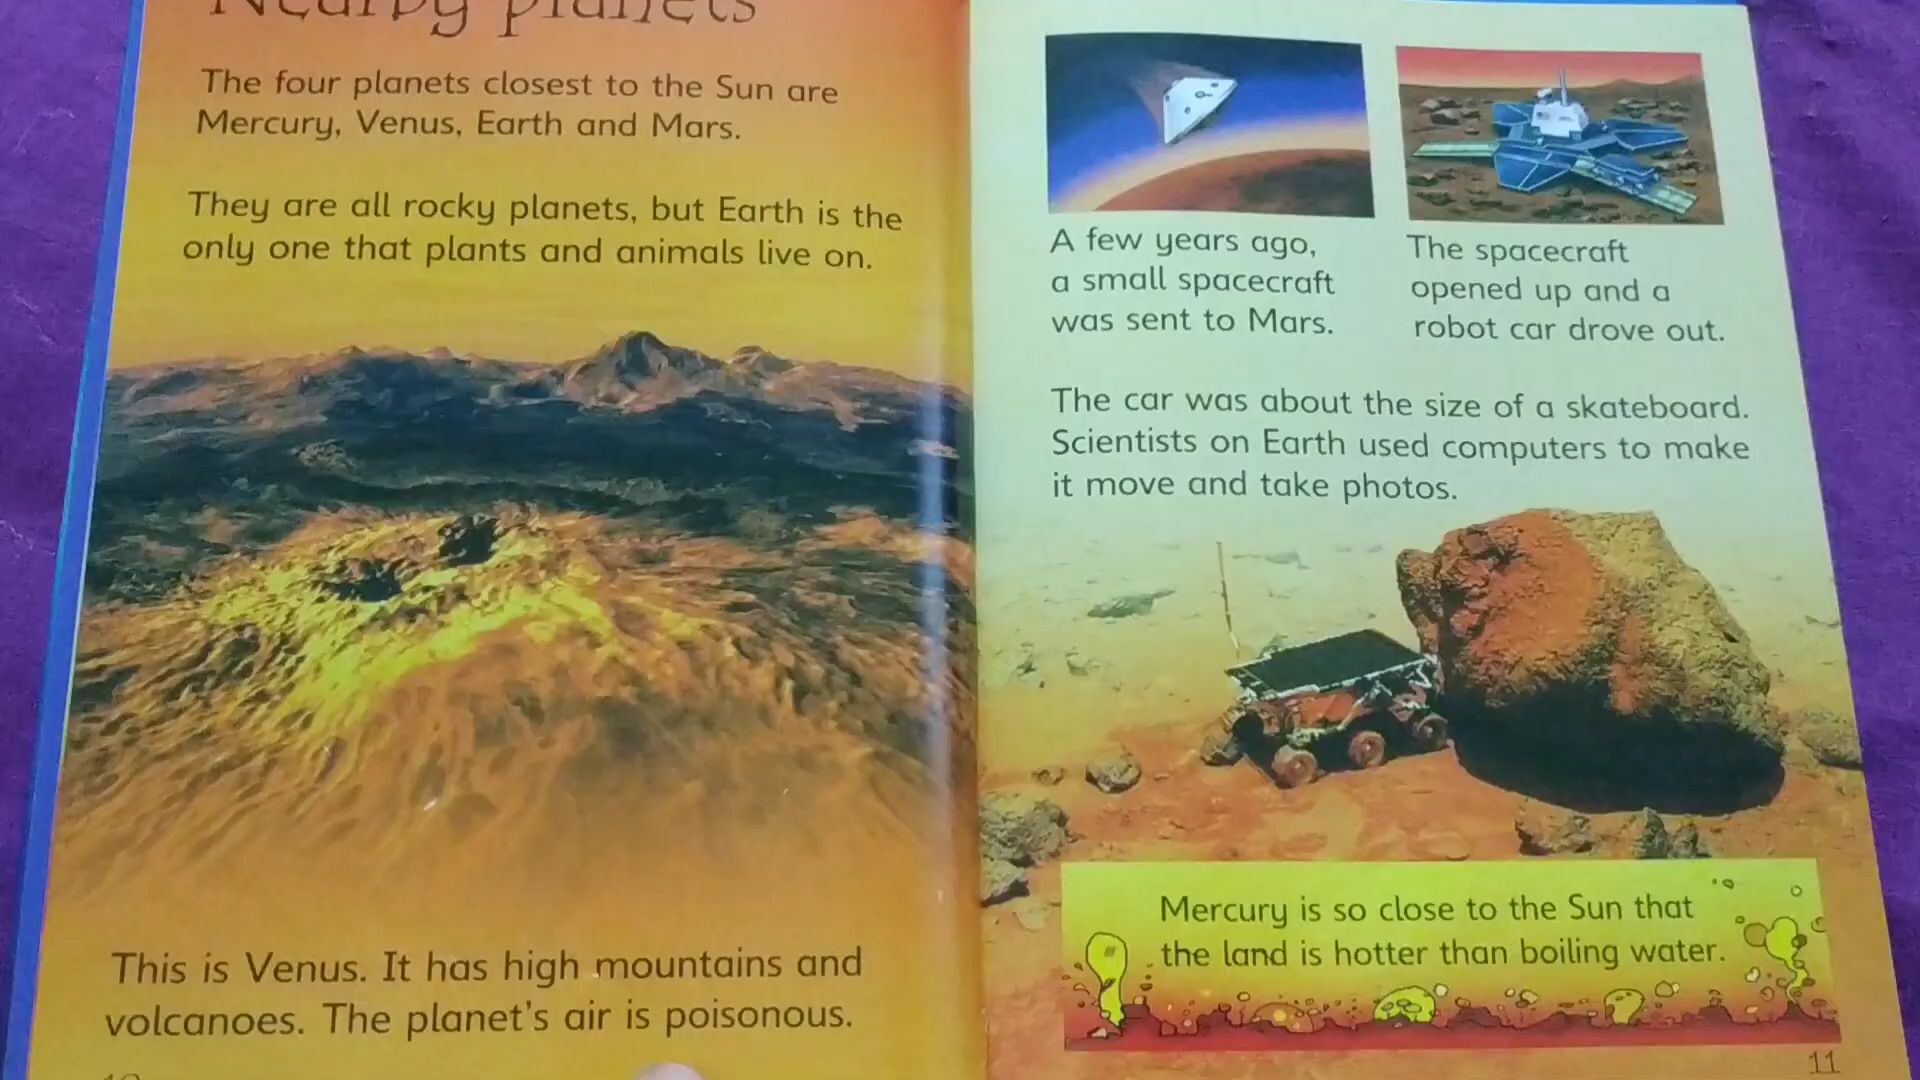 Nearby planets
The four planets closest to the Sun are
Mercury, Venus, Earth and Mars.
They are all rocky planets, but Earth is the
only one that plants and animals live on.
This is Venus. It has high mountains and
volcanoes. The planet's air is poisonous.
A few years ago,
a small spacecraft
was sent to Mars.
The spacecraft
opened up and a
robot car drove out.
The car was about the size of a skateboard.
Scientists on Earth used computers to make
it move and take photos.
Mercury is so close to the Sun that
the land is hotter than boiling water.
11